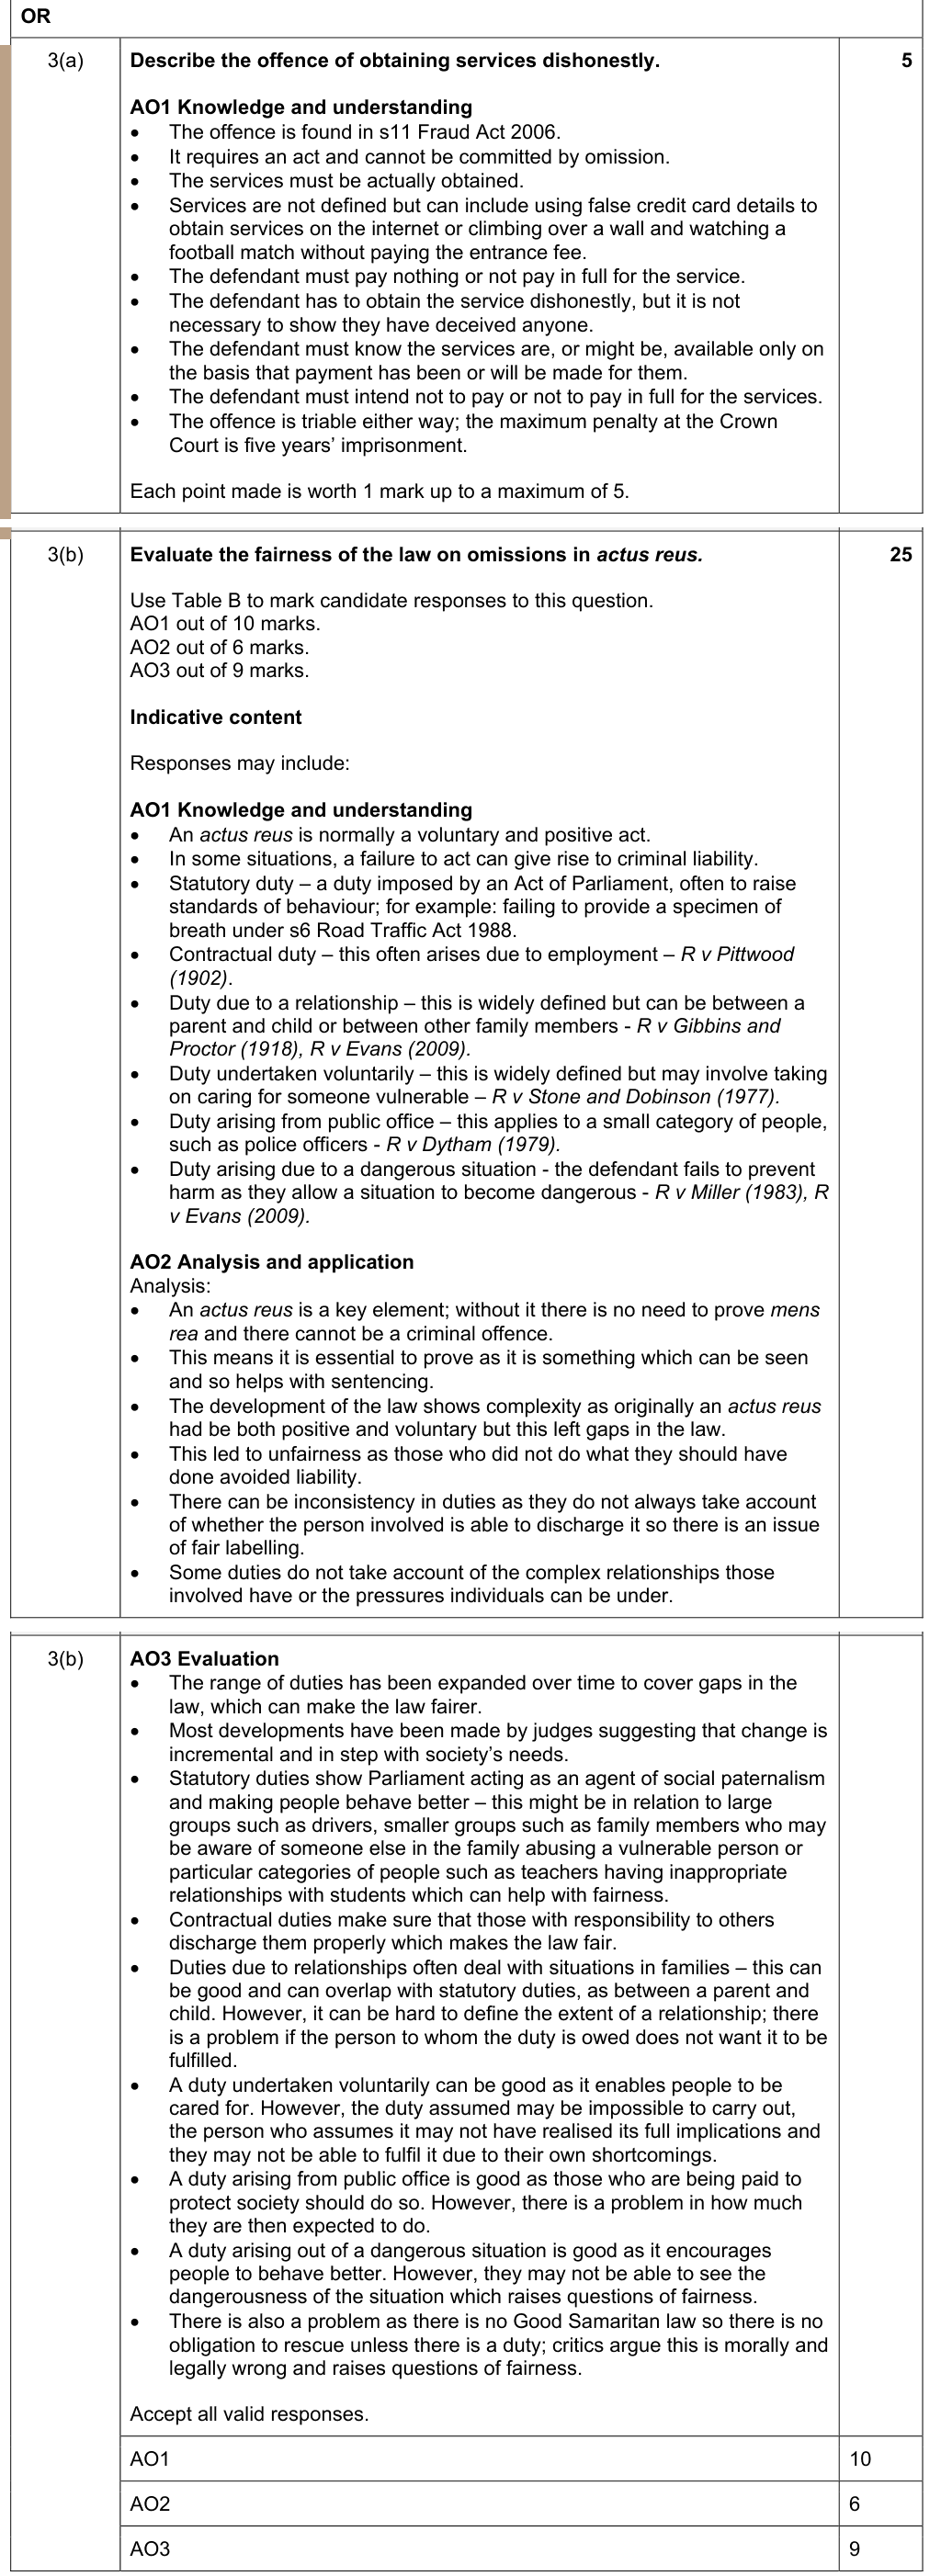 OR
3(a)
Describe the offence of obtaining services dishonestly.
5
AO1 Knowledge and understanding
• The offence is found in s11 Fraud Act 2006.
• It requires an act and cannot be committed by omission.
• The services must be actually obtained.
• Services are not defined but can include using false credit card details to
obtain services on the internet or climbing over a wall and watching a
football match without paying the entrance fee.
• The defendant must pay nothing or not pay in full for the service.
• The defendant has to obtain the service dishonestly, but it is not
necessary to show they have deceived anyone.
• The defendant must know the services are, or might be, available only on
the basis that payment has been or will be made for them.
• The defendant must intend not to pay or not to pay in full for the services.
• The offence is triable either way; the maximum penalty at the Crown
Court is five years’ imprisonment.
Each point made is worth 1 mark up to a maximum of 5.
3(b)
Evaluate the fairness of the law on omissions in actus reus.
25
Use Table B to mark candidate responses to this question.
AO1 out of 10 marks.
AO2 out of 6 marks.
AO3 out of 9 marks.
Indicative content
Responses may include:
AO1 Knowledge and understanding
• An actus reus is normally a voluntary and positive act.
• In some situations, a failure to act can give rise to criminal liability.
• Statutory duty – a duty imposed by an Act of Parliament, often to raise
standards of behaviour; for example: failing to provide a specimen of
breath under s6 Road Traffic Act 1988.
• Contractual duty – this often arises due to employment – R v Pittwood
(1902).
• Duty due to a relationship – this is widely defined but can be between a
parent and child or between other family members - R v Gibbins and
Proctor (1918), R v Evans (2009).
• Duty undertaken voluntarily – this is widely defined but may involve taking
on caring for someone vulnerable – R v Stone and Dobinson (1977).
• Duty arising from public office – this applies to a small category of people,
such as police officers - R v Dytham (1979).
• Duty arising due to a dangerous situation - the defendant fails to prevent
harm as they allow a situation to become dangerous - R v Miller (1983), R
v Evans (2009).
AO2 Analysis and application
Analysis:
• An actus reus is a key element; without it there is no need to prove mens
rea and there cannot be a criminal offence.
• This means it is essential to prove as it is something which can be seen
and so helps with sentencing.
• The development of the law shows complexity as originally an actus reus
had be both positive and voluntary but this left gaps in the law.
• This led to unfairness as those who did not do what they should have
done avoided liability.
• There can be inconsistency in duties as they do not always take account
of whether the person involved is able to discharge it so there is an issue
of fair labelling.
• Some duties do not take account of the complex relationships those
involved have or the pressures individuals can be under.
3(b)
AO3 Evaluation
• The range of duties has been expanded over time to cover gaps in the
law, which can make the law fairer.
• Most developments have been made by judges suggesting that change is
incremental and in step with society’s needs.
• Statutory duties show Parliament acting as an agent of social paternalism
and making people behave better – this might be in relation to large
groups such as drivers, smaller groups such as family members who may
be aware of someone else in the family abusing a vulnerable person or
particular categories of people such as teachers having inappropriate
relationships with students which can help with fairness.
• Contractual duties make sure that those with responsibility to others
discharge them properly which makes the law fair.
• Duties due to relationships often deal with situations in families – this can
be good and can overlap with statutory duties, as between a parent and
child. However, it can be hard to define the extent of a relationship; there
is a problem if the person to whom the duty is owed does not want it to be
fulfilled.
• A duty undertaken voluntarily can be good as it enables people to be
cared for. However, the duty assumed may be impossible to carry out,
the person who assumes it may not have realised its full implications and
they may not be able to fulfil it due to their own shortcomings.
• A duty arising from public office is good as those who are being paid to
protect society should do so. However, there is a problem in how much
they are then expected to do.
• A duty arising out of a dangerous situation is good as it encourages
people to behave better. However, they may not be able to see the
dangerousness of the situation which raises questions of fairness.
• There is also a problem as there is no Good Samaritan law so there is no
obligation to rescue unless there is a duty; critics argue this is morally and
legally wrong and raises questions of fairness.
Accept all valid responses.
AO1
10
AO2
6
AO3
9